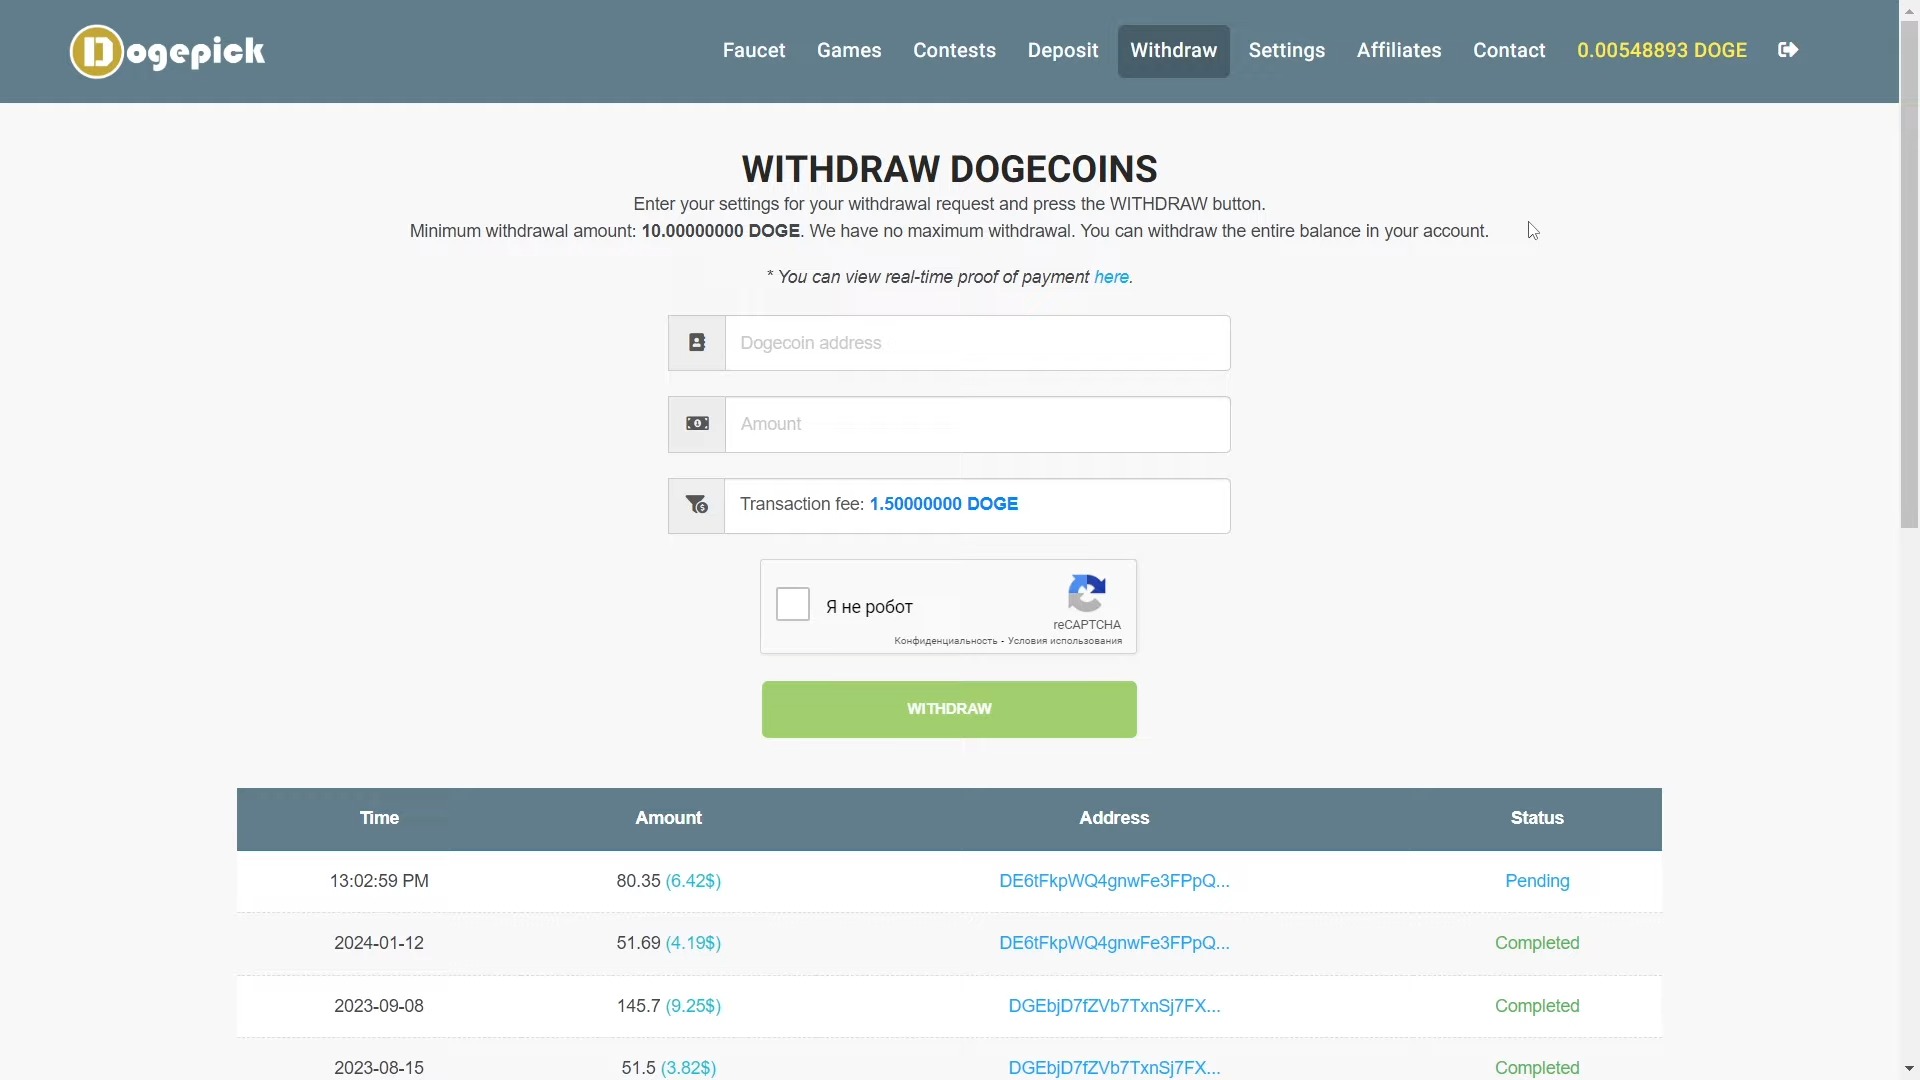 Dogepick
Faucet Games Contests Deposit Withdraw Settings Affiliates Contact 0.00548893 DOGE
WITHDRAW DOGECOINS
Enter your settings for your withdrawal request and press the WITHDRAW button.
Minimum withdrawal amount: 10.00000000 DOGE. We have no maximum withdrawal. You can withdraw the entire balance in your account.
* You can view real-time proof of payment here.
Dogecoin address
Amount
Transaction fee: 1.50000000 DOGE
Я не робот
reCAPTCHA
Конфиденциальность - Условия использования
WITHDRAW
Time Amount Address Status
13:02:59 PM 80.35 (6.42$) DE6tFkpWQ4gnwFe3FPpQ... Pending
2024-01-12 51.69 (4.19$) DE6tFkpWQ4gnwFe3FPpQ... Completed
2023-09-08 145.7 (9.25$) DGEbjD7fZVb7TxnSj7FX... Completed
2023-08-15 51.5 (3.82$) DGEbjD7fZVb7TxnSj7FX... Completed